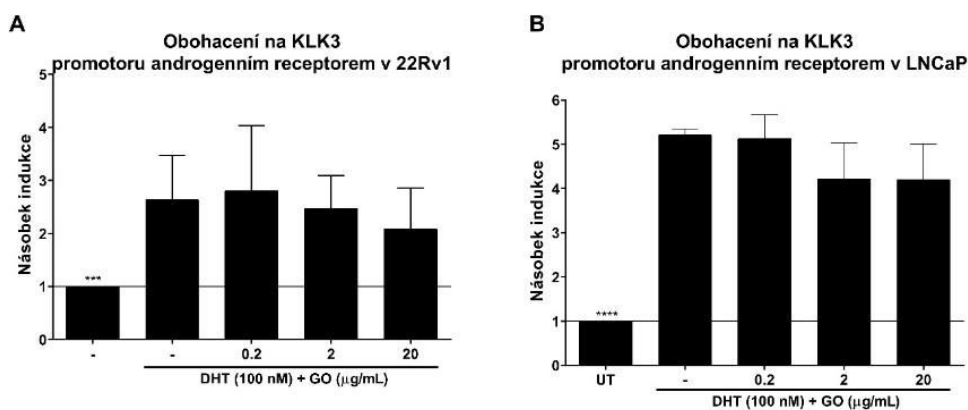 A
Obohacení na KLK3
promotoru androgenním receptorem v 22Rv1
Násobek indukce
5
4
3
2
1
0
***
-
-
0.2
2
20
DHT (100 nM) + GO (µg/mL)
B
Obohacení na KLK3
promotoru androgenním receptorem v LNCaP
Násobek indukce
6
5
4
3
2
1
0
****
UT
-
0.2
2
20
DHT (100 nM) + GO (µg/mL)